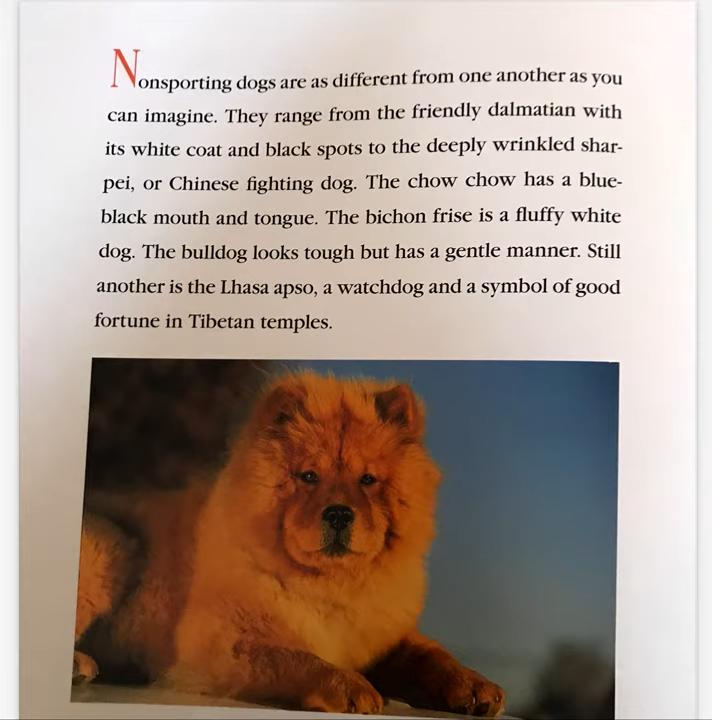 Nonsporting dogs are as different from one another as you
can imagine. They range from the friendly dalmatian with
its white coat and black spots to the deeply wrinkled shar-
pei, or Chinese fighting dog. The chow chow has a blue-
black mouth and tongue. The bichon frise is a fluffy white
dog. The bulldog looks tough but has a gentle manner. Still
another is the Lhasa apso, a watchdog and a symbol of good
fortune in Tibetan temples.